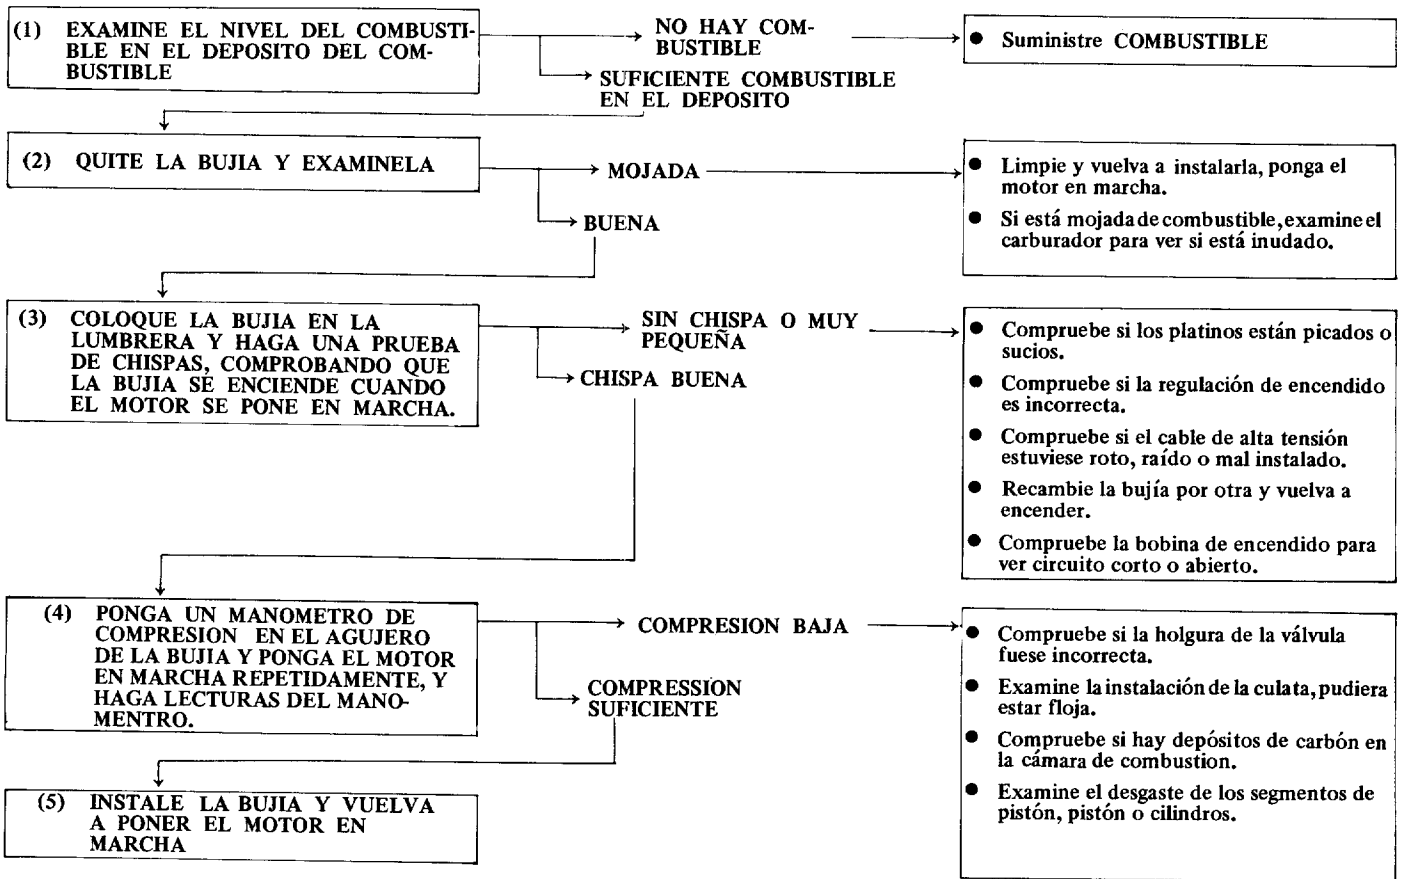 (1) EXAMINE EL NIVEL DEL COMBUSTI-
BLE EN EL DEPOSITO DEL COM-
BUSTIBLE
NO HAY COM-
BUSTIBLE
SUFICIENTE COMBUSTIBLE
EN EL DEPOSITO
● Suministre COMBUSTIBLE
(2) QUITE LA BUJIA Y EXAMINELA
MOJADA
BUENA
● Limpie y vuelva a instalarla, ponga el
motor en marcha.
● Si está mojada de combustible, examine el
carburador para ver si está inudado.
(3) COLOQUE LA BUJIA EN LA
LUMBRERA Y HAGA UNA PRUEBA
DE CHISPAS, COMPROBANDO QUE
LA BUJIA SE ENCIENDE CUANDO
EL MOTOR SE PONE EN MARCHA.
SIN CHISPA O MUY
PEQUEÑA
CHISPA BUENA
● Compruebe si los platinos están picados o
sucios.
● Compruebe si la regulación de encendido
es incorrecta.
● Compruebe si el cable de alta tensión
estuviese roto, raído o mal instalado.
● Recambie la bujía por otra y vuelva a
encender.
● Compruebe la bobina de encendido para
ver circuito corto o abierto.
(4) PONGA UN MANOMETRO DE
COMPRESION EN EL AGUJERO
DE LA BUJIA Y PONGA EL MOTOR
EN MARCHA REPETIDAMENTE, Y
HAGA LECTURAS DEL MANO-
MENTRO.
COMPRESION BAJA
COMPRESSION
SUFICIENTE
● Compruebe si la holgura de la válvula
fuese incorrecta.
● Examine la instalación de la culata, pudiera
estar floja.
● Compruebe si hay depósitos de carbón en
la cámara de combustion.
● Examine el desgaste de los segmentos de
pistón, pistón o cilindros.
(5) INSTALE LA BUJIA Y VUELVA
A PONER EL MOTOR EN
MARCHA